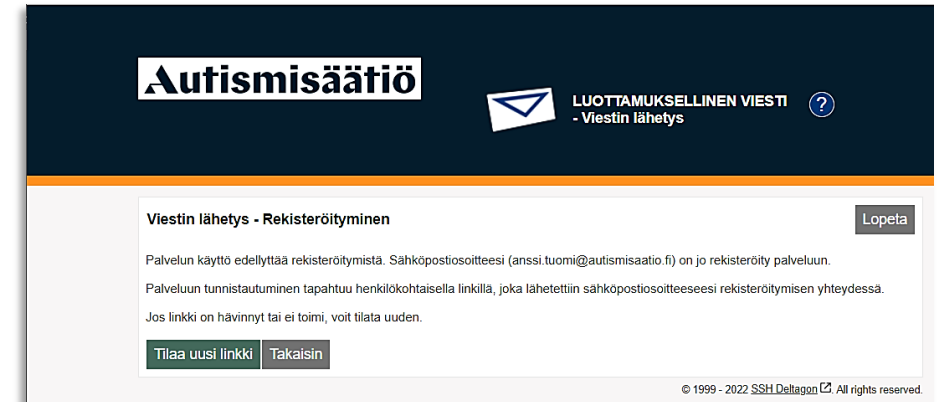 Autismisäätiö
LUOTTAMUKSELLINEN VIESTI
- Viestin lähetys
?
Viestin lähetys - Rekisteröityminen
Lopeta
Palvelun käyttö edellyttää rekisteröitymistä. Sähköpostiosoitteesi (anssi.tuomi@autismisaatio.fi) on jo rekisteröity palveluun.
Palveluun tunnistautuminen tapahtuu henkilökohtaisella linkillä, joka lähetettiin sähköpostiosoitteeseesi rekisteröitymisen yhteydessä.
Jos linkki on hävinnyt tai ei toimi, voit tilata uuden.
Tilaa uusi linkki Takaisin
© 1999 - 2022 SSH Deltagon. All rights reserved.